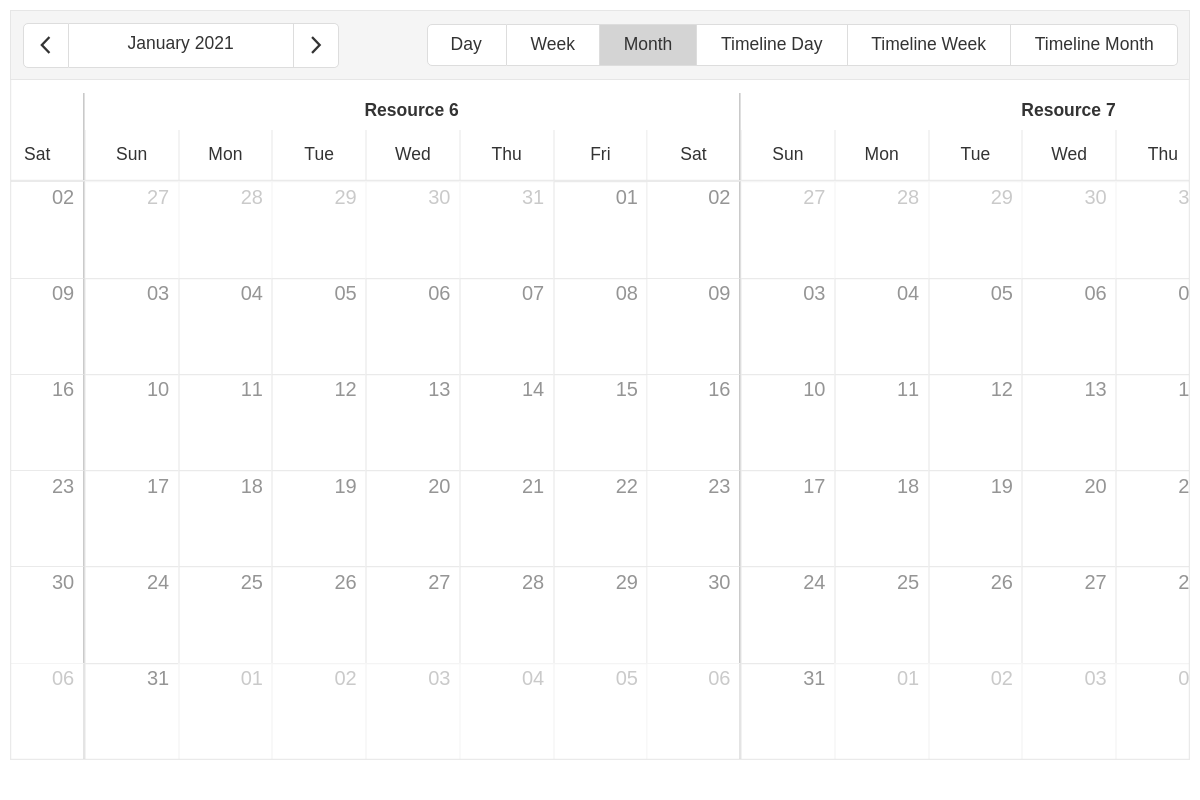 January 2021 Day Week Month Timeline Day Timeline Week Timeline Month
Resource 6 Resource 7
Sat Sun Mon Tue Wed Thu Fri Sat Sun Mon Tue Wed Thu
02 27 28 29 30 31 01 02 27 28 29 30 3
09 03 04 05 06 07 08 09 03 04 05 06 0
16 10 11 12 13 14 15 16 10 11 12 13 1
23 17 18 19 20 21 22 23 17 18 19 20 2
30 24 25 26 27 28 29 30 24 25 26 27 2
06 31 01 02 03 04 05 06 31 01 02 03 0